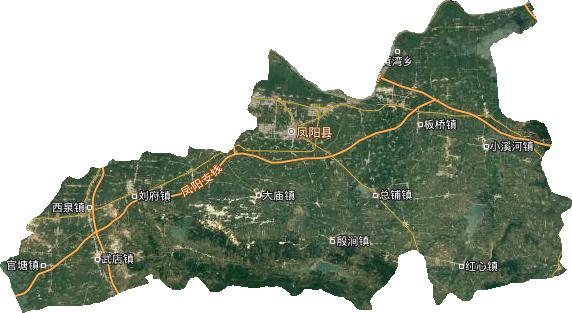 黄湾乡
凤阳县
板桥镇
小溪河镇
凤阳支线
刘府镇
大庙镇
总铺镇
西泉镇
殷涧镇
官塘镇
武店镇
红心镇